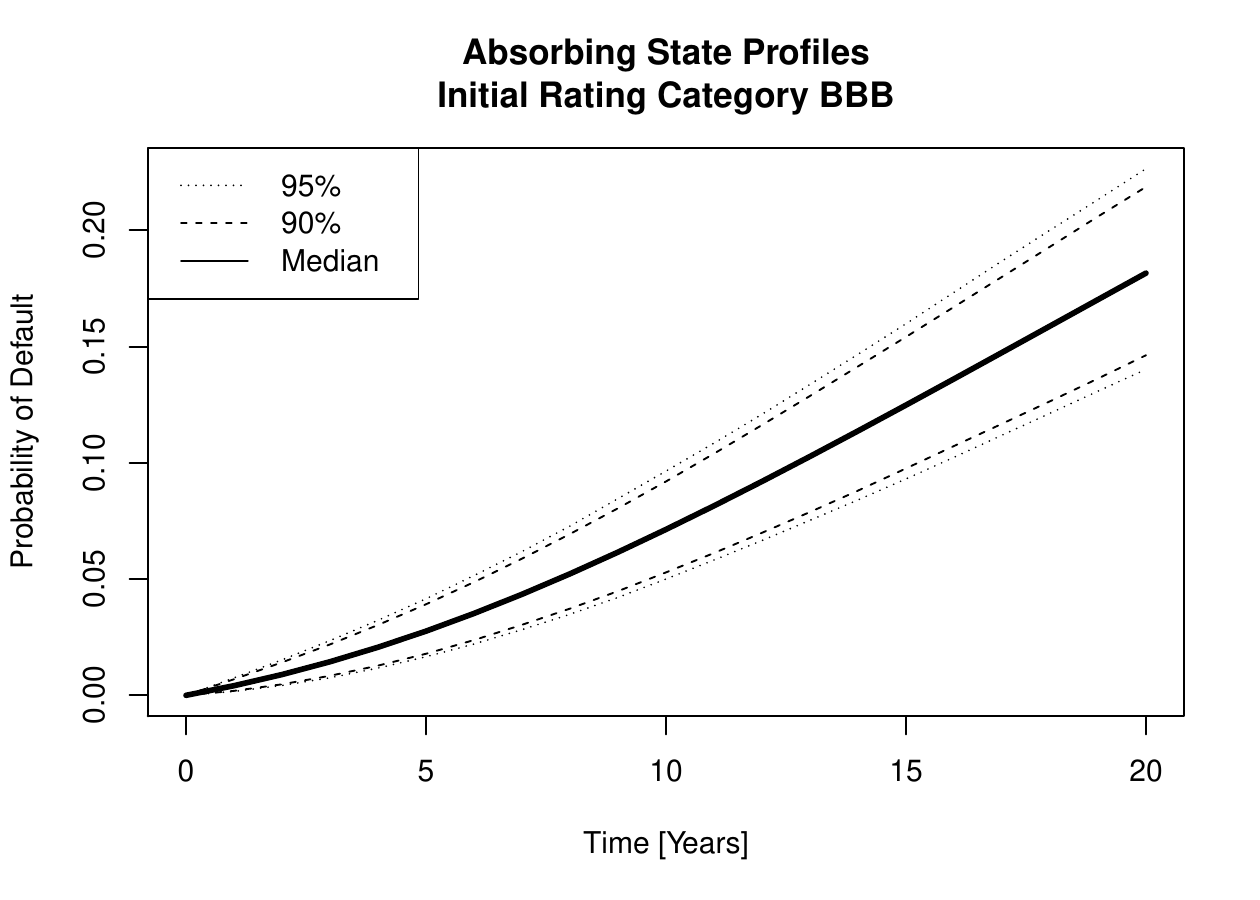 Absorbing State Profiles
Initial Rating Category BBB
95%
90%
Median
Probability of Default
0.20
0.15
0.10
0.05
0.00
0 5 10 15 20
Time [Years]